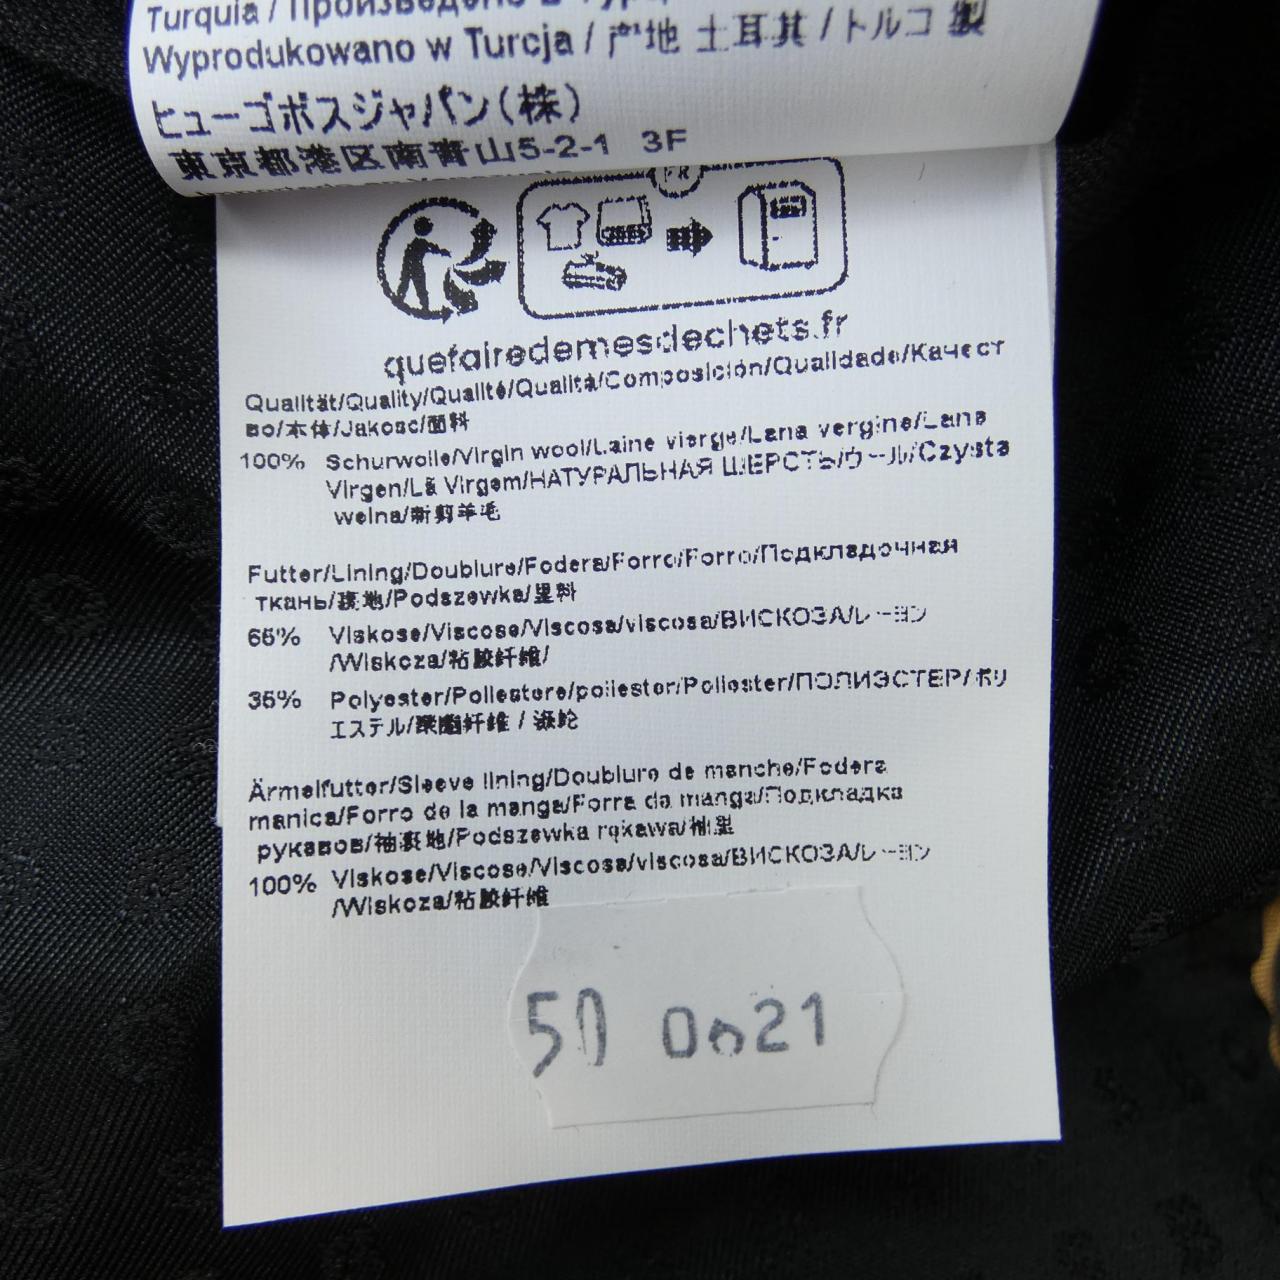 Turquia / Произведено в
Wyprodukowano w Turcja / 产地 土耳其 / トルコ 製
ヒューゴボスジャパン(株)
東京都港区南青山5-2-1 3F
FR
quefairedemesdechets.fr
Qualität/Quality/Qualité/Qualità/Composición/Qualidade/Качест
во/本体/Jakosc/面料
100% Schurwolle/Virgin wool/Laine vierge/Lana vergine/Lana
Virgen/Lã Virgem/НАТУРАЛЬНАЯ ШЕРСТЬ/ウール/Czysta
welna/新剪羊毛
Futter/Lining/Doublure/Fodera/Forro/Forro/Подкладочная
ткань/裏地/Podszewka/里料
65% Viskose/Viscose/Viscosa/viscosa/ВИСКОЗА/レーヨン
/Wiskoza/粘胶纤维/
35% Polyester/Poliestere/poliester/Poliester/ПОЛИЭСТЕР/ポリ
エステル/聚酯纤维 / 涤纶
Ärmelfutter/Sleeve lining/Doublure de manche/Fodera
manica/Forro de la manga/Forra da manga/Подкладка
рукавов/袖裏地/Podszewka rękawa/袖里
100% Viskose/Viscose/Viscosa/viscosa/ВИСКОЗА/レーヨン
/Wiskoza/粘胶纤维
50